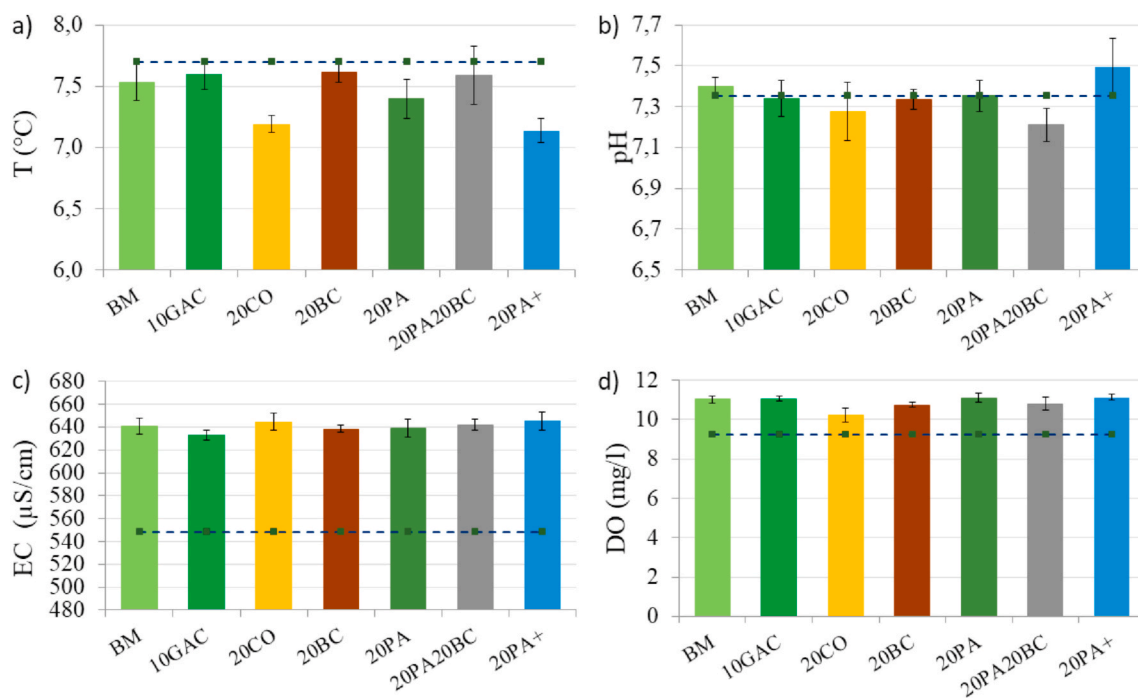 a)
T (°C)
8,0
7,5
7,0
6,5
6,0
BM
10GAC
20CO
20BC
20PA
20PA20BC
20PA+
b)
pH
7,7
7,5
7,3
7,1
6,9
6,7
6,5
BM
10GAC
20CO
20BC
20PA
20PA20BC
20PA+
c)
EC (µS/cm)
680
660
640
620
600
580
560
540
520
500
480
BM
10GAC
20CO
20BC
20PA
20PA20BC
20PA+
d)
DO (mg/l)
12
10
8
6
4
2
0
BM
10GAC
20CO
20BC
20PA
20PA20BC
20PA+